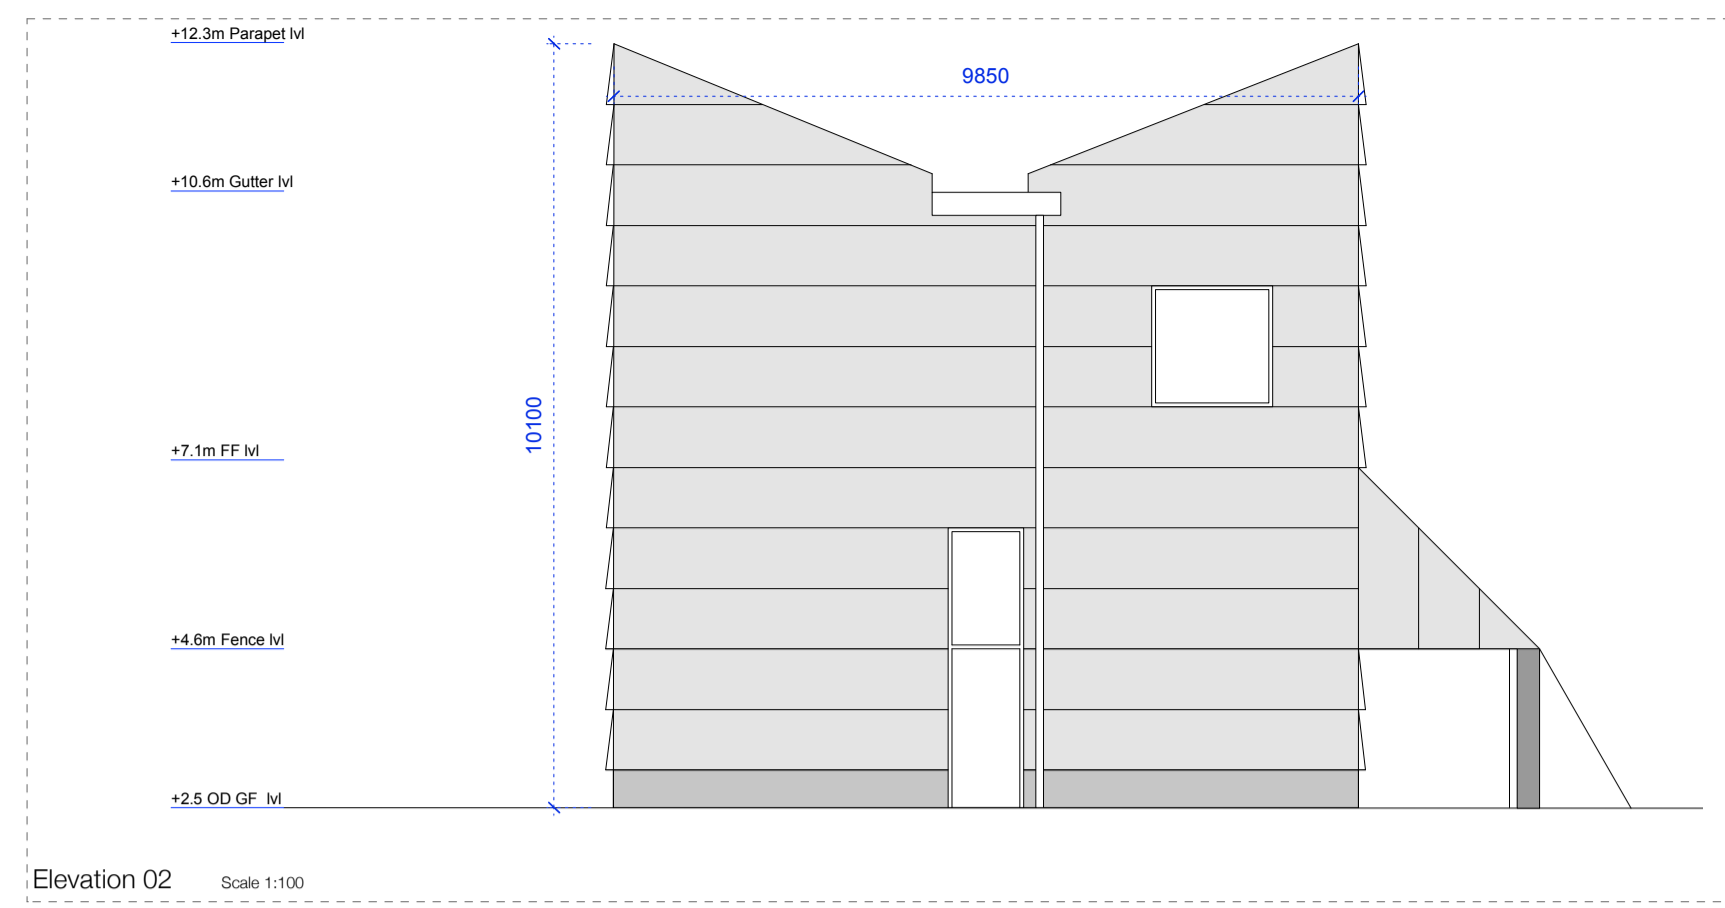 +12.3m Parapet lvl
9850
+10.6m Gutter lvl
10100
+7.1m FF lvl
+4.6m Fence lvl
+2.5 OD GF lvl
Elevation 02 Scale 1:100